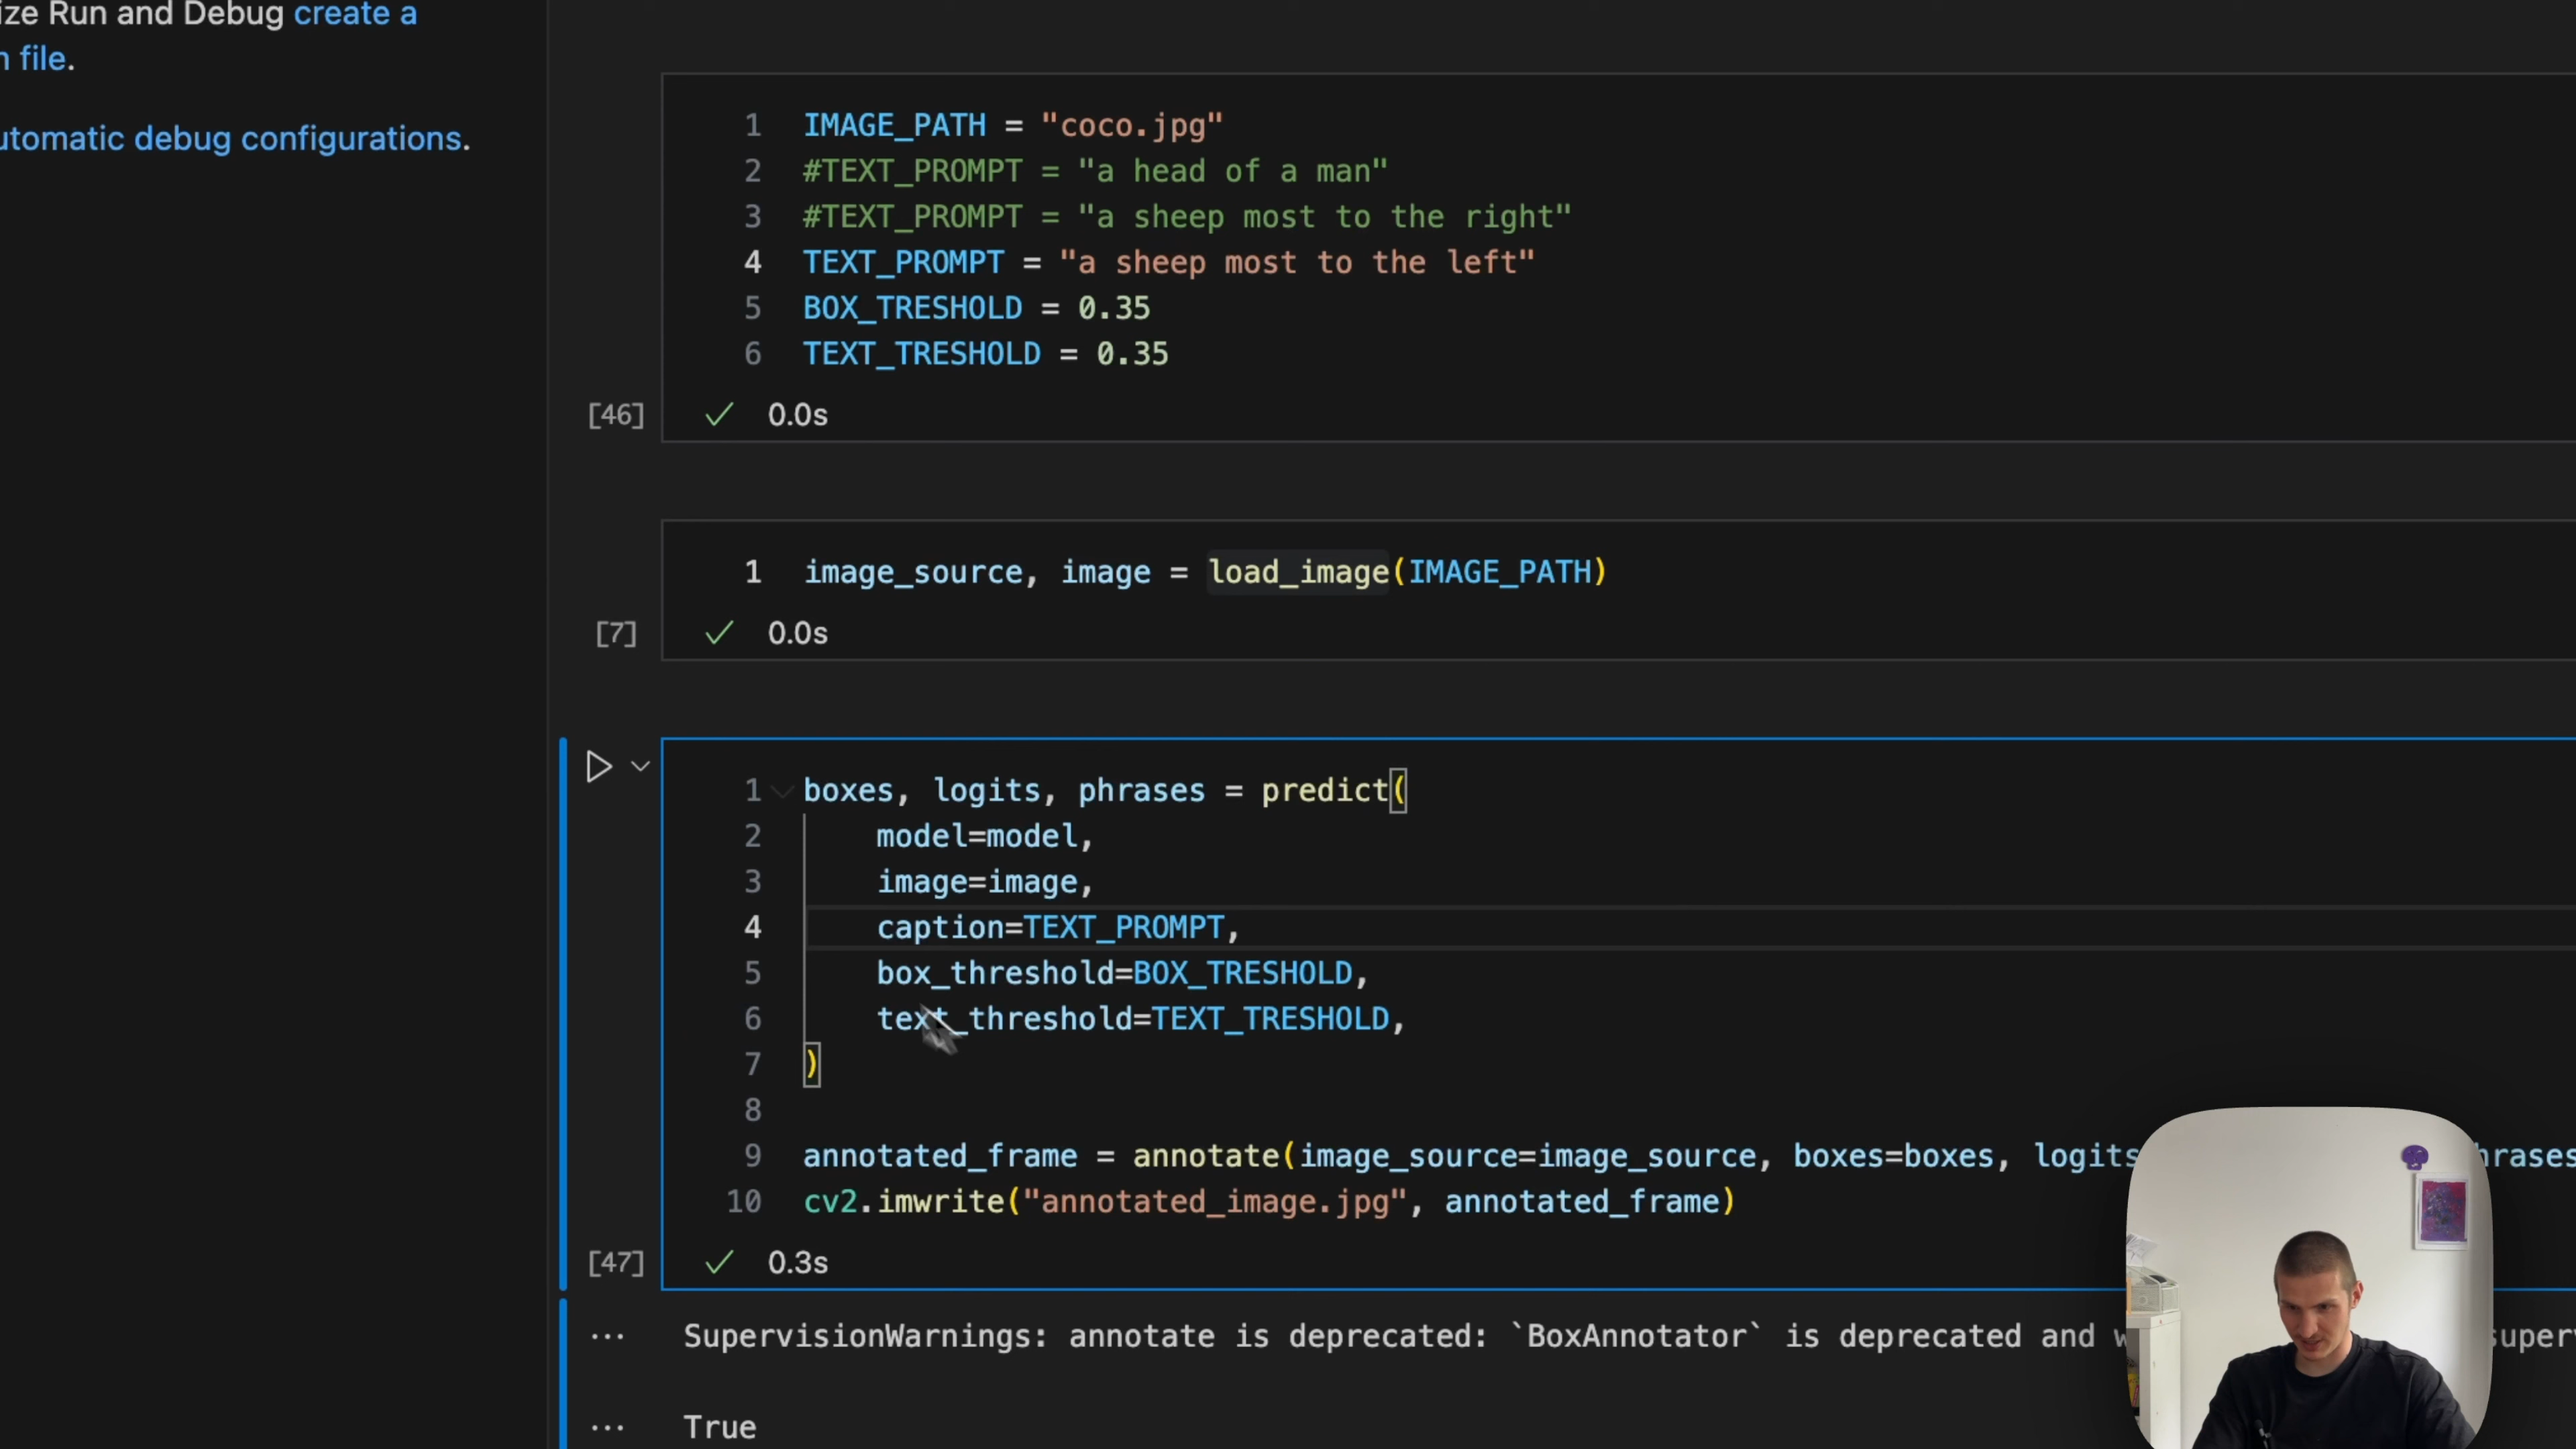 ize Run and Debug create a
n file.
utomatic debug configurations.
1 IMAGE_PATH = "coco.jpg"
2 #TEXT_PROMPT = "a head of a man"
3 #TEXT_PROMPT = "a sheep most to the right"
4 TEXT_PROMPT = "a sheep most to the left"
5 BOX_TRESHOLD = 0.35
6 TEXT_TRESHOLD = 0.35
[46] 0.0s
1 image_source, image = load_image(IMAGE_PATH)
[7] 0.0s
1 boxes, logits, phrases = predict(
2 model=model,
3 image=image,
4 caption=TEXT_PROMPT,
5 box_threshold=BOX_TRESHOLD,
6 text_threshold=TEXT_TRESHOLD,
7 )
8
9 annotated_frame = annotate(image_source=image_source, boxes=boxes, logits hrases
10 cv2.imwrite("annotated_image.jpg", annotated_frame)
[47] 0.3s
... SupervisionWarnings: annotate is deprecated: `BoxAnnotator` is deprecated and w super
... True